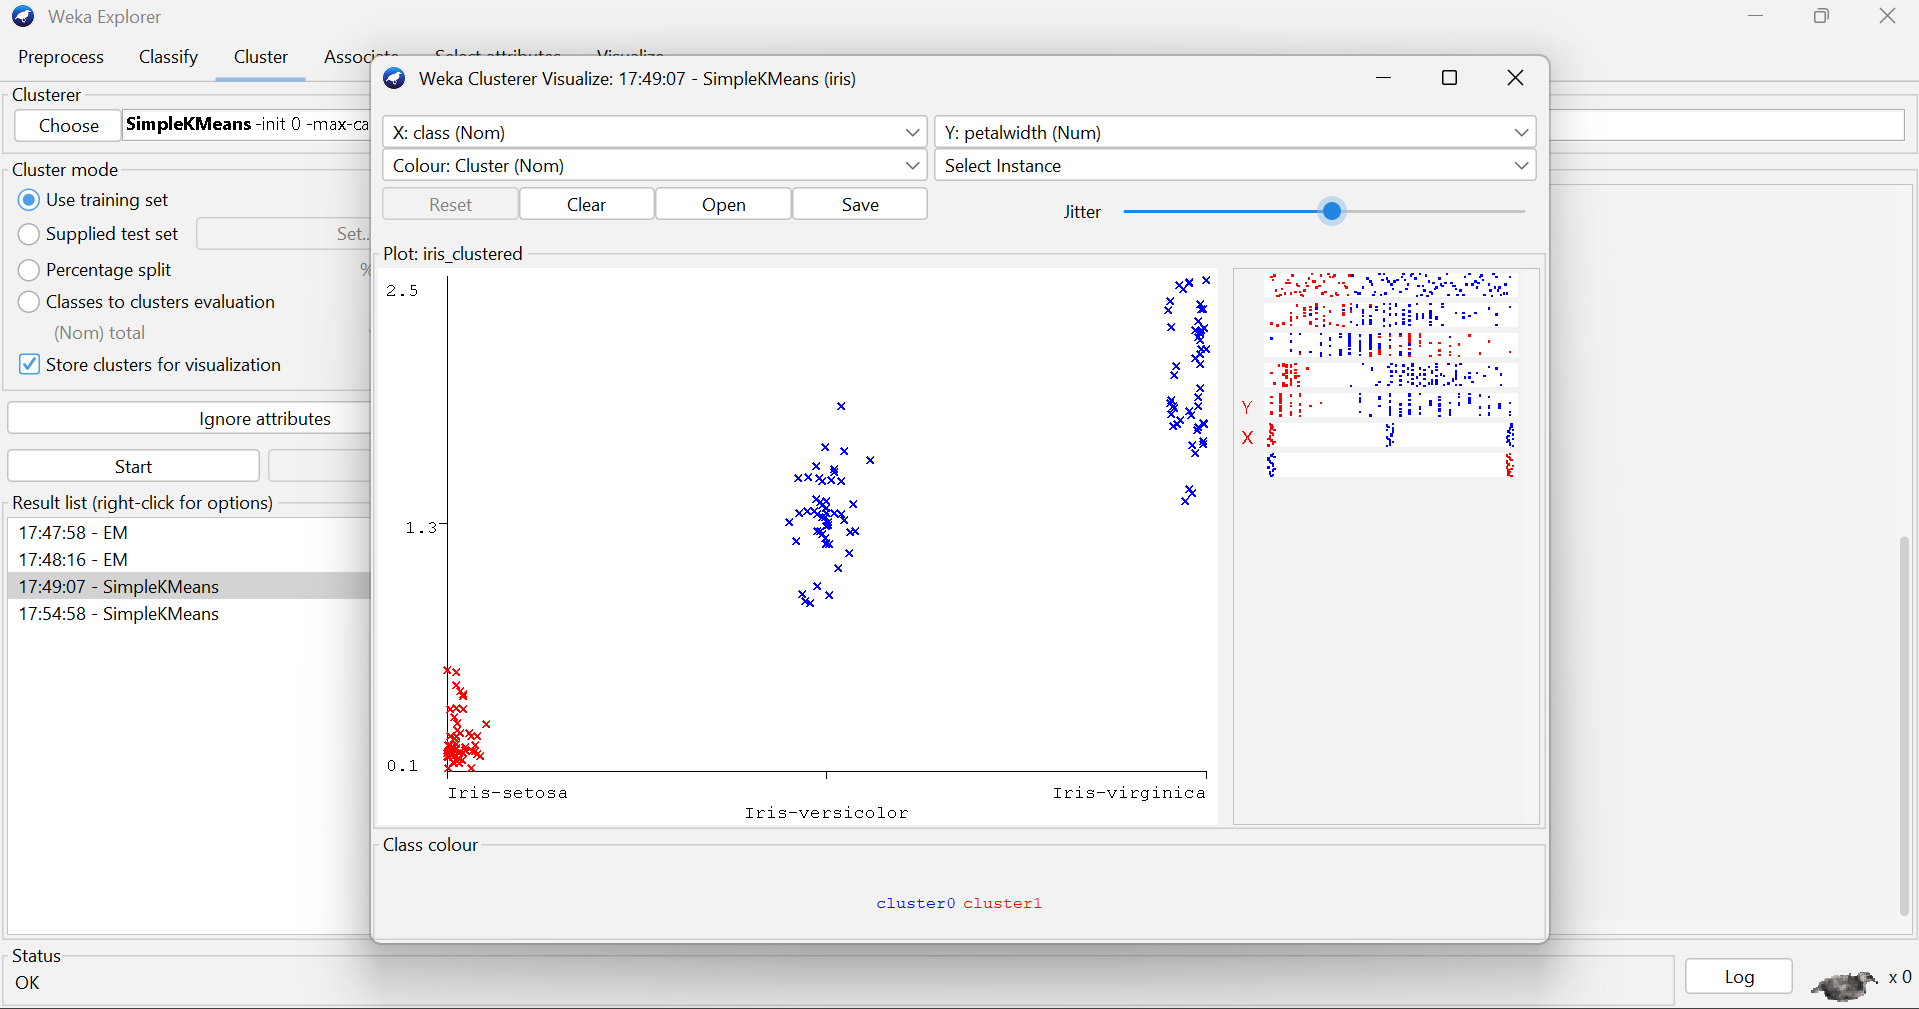 Weka Explorer
Preprocess Classify Cluster Associate Select attributes Visualize
Clusterer
Choose SimpleKMeans -init 0 -max-ca
Cluster mode
Use training set
Supplied test set Set..
Percentage split %
Classes to clusters evaluation
(Nom) total
Store clusters for visualization
Ignore attributes
Start
Result list (right-click for options)
17:47:58 - EM
17:48:16 - EM
17:49:07 - SimpleKMeans
17:54:58 - SimpleKMeans
Weka Clusterer Visualize: 17:49:07 - SimpleKMeans (iris)
X: class (Nom) Y: petalwidth (Num)
Colour: Cluster (Nom) Select Instance
Reset Clear Open Save Jitter
Plot: iris_clustered
2.5
1.3
0.1
Iris-setosa Iris-virginica
Iris-versicolor
Y
X
Class colour
cluster0 cluster1
Status
OK
Log x 0